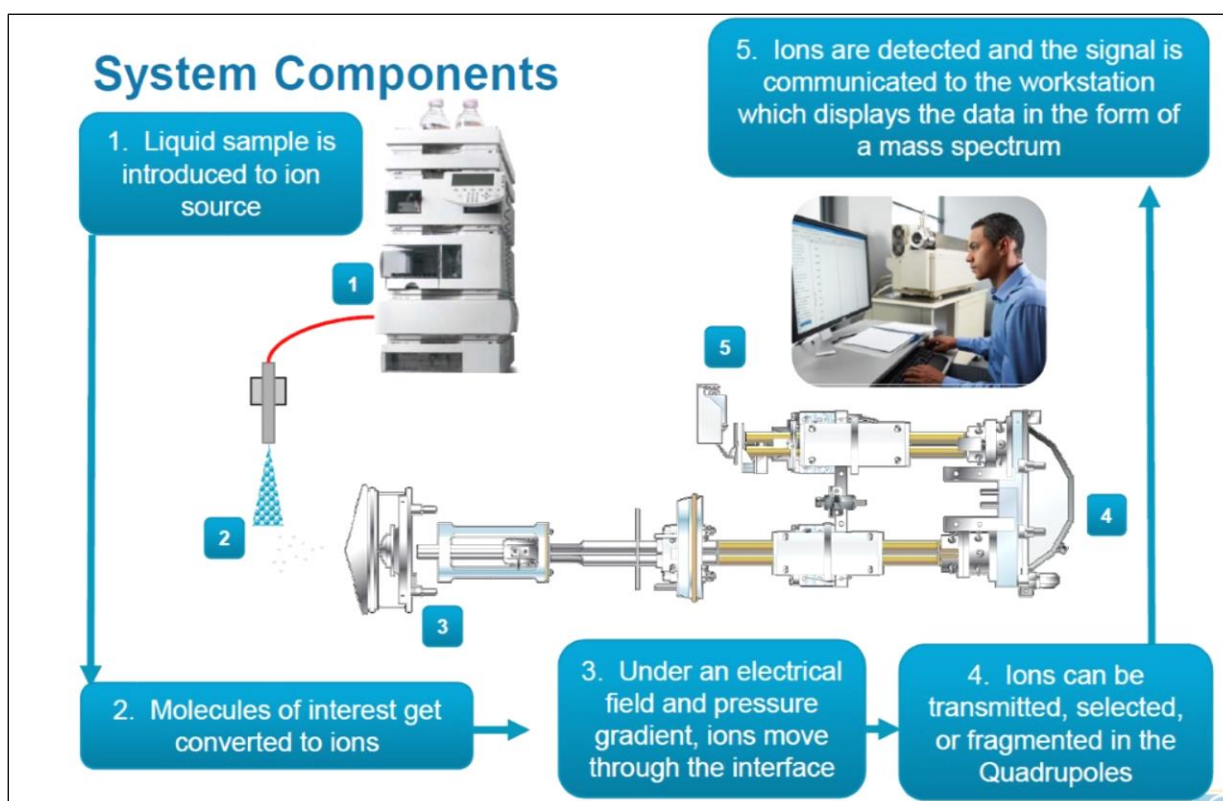 System Components
1. Liquid sample is
introduced to ion
source
5. Ions are detected and the signal is
communicated to the workstation
which displays the data in the form of
a mass spectrum
1
5
2
4
3
2. Molecules of interest get
converted to ions
3. Under an electrical
field and pressure
gradient, ions move
through the interface
4. Ions can be
transmitted, selected,
or fragmented in the
Quadrupoles